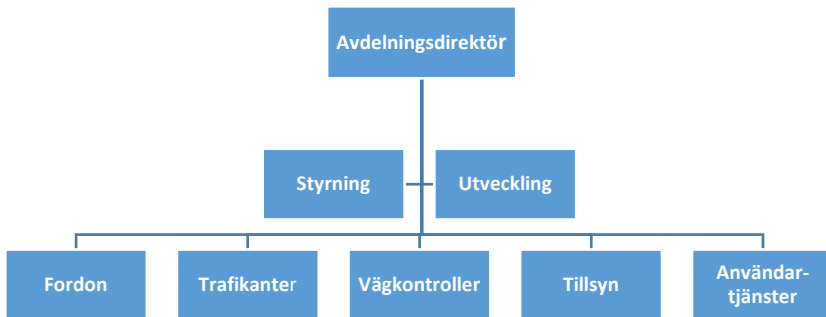 Avdelningsdirektör
Styrning
Utveckling
Fordon
Trafikanter
Vägkontroller
Tillsyn
Användar-
tjänster